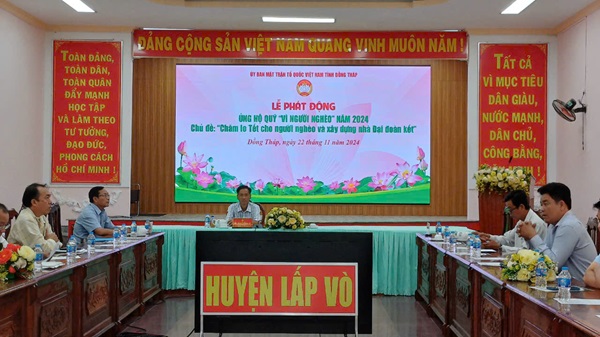 ĐẢNG CỘNG SẢN VIỆT NAM QUANG VINH MUÔN NĂM!
TOÀN ĐẢNG,
TOÀN DÂN,
TOÀN QUÂN
ĐẨY MẠNH
HỌC TẬP
VÀ LÀM THEO
TƯ TƯỞNG,
ĐẠO ĐỨC,
PHONG CÁCH
HỒ CHÍ MINH
ỦY BAN MẶT TRẬN TỔ QUỐC VIỆT NAM TỈNH ĐỒNG THÁP
LỄ PHÁT ĐỘNG
ỦNG HỘ QUỸ "VÌ NGƯỜI NGHÈO" NĂM 2024
Chủ đề: "Chăm lo Tết cho người nghèo và xây dựng nhà Đại đoàn kết"
Đồng Tháp, ngày 22 tháng 11 năm 2024
TẤT CẢ
VÌ MỤC TIÊU
DÂN GIÀU,
NƯỚC MẠNH,
DÂN CHỦ,
CÔNG BẰNG,
HUYỆN LẤP VÒ